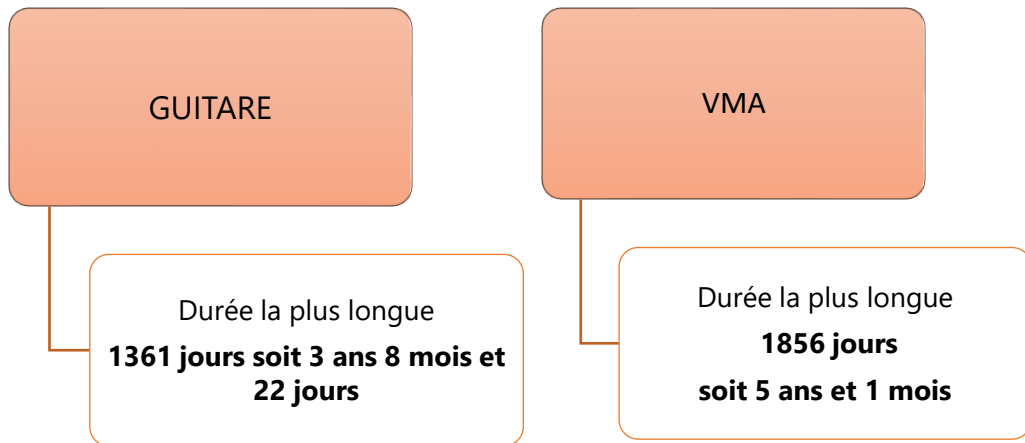 GUITARE
Durée la plus longue
1361 jours soit 3 ans 8 mois et
22 jours
VMA
Durée la plus longue
1856 jours
soit 5 ans et 1 mois